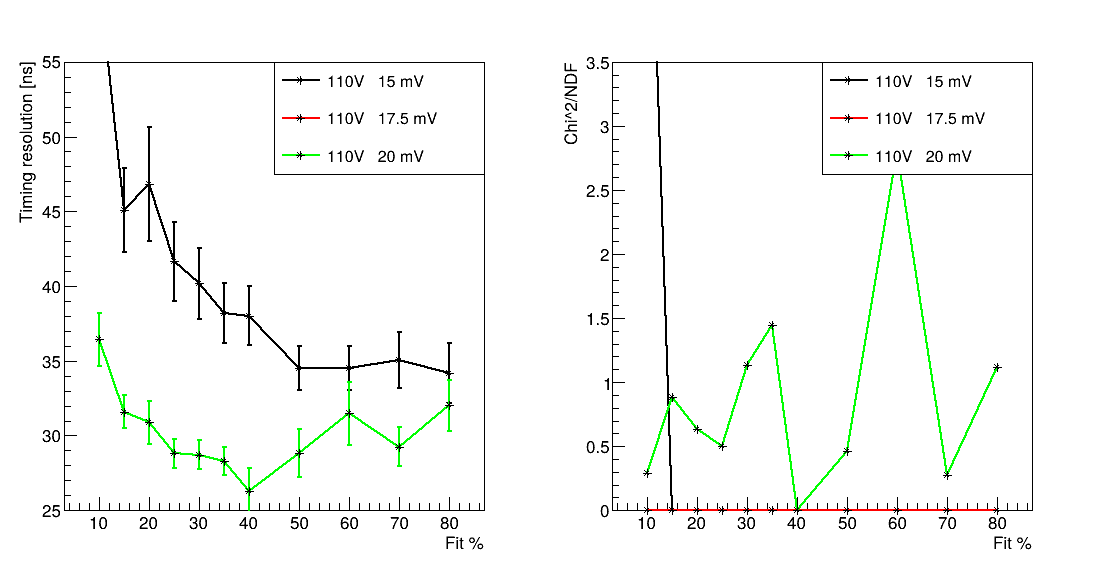 Timing resolution [ns]
55
50
45
40
35
30
25
10 20 30 40 50 60 70 80
Fit %
110V 15 mV
110V 17.5 mV
110V 20 mV
Chi^2/NDF
3.5
3
2.5
2
1.5
1
0.5
0
10 20 30 40 50 60 70 80
Fit %
110V 15 mV
110V 17.5 mV
110V 20 mV